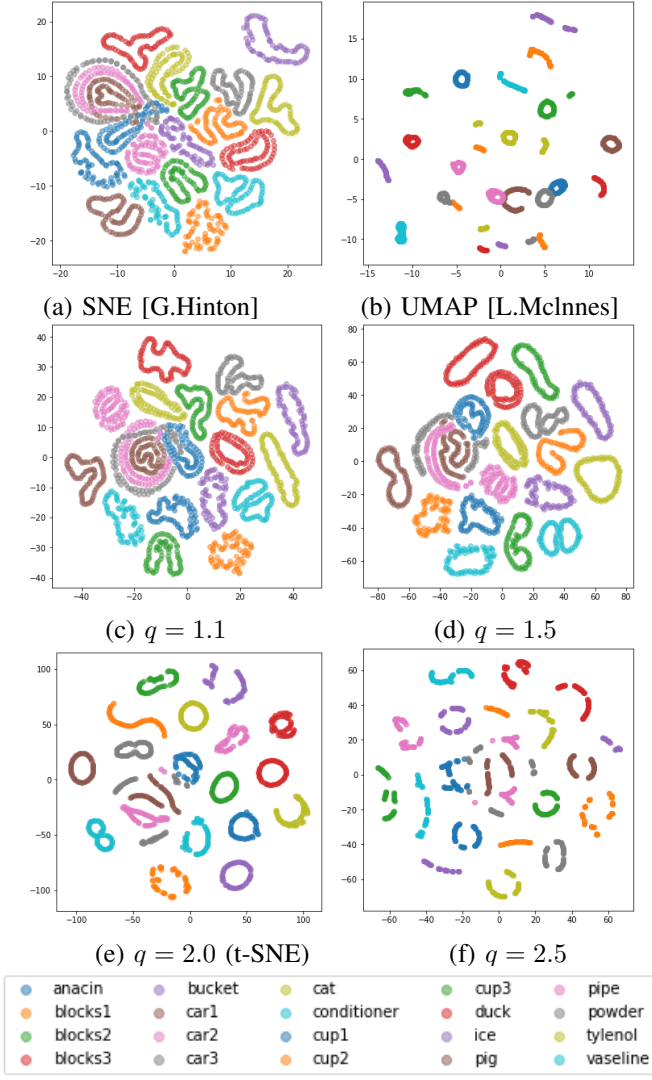 20
10
0
−10
−20
−20 −10 0 10 20
15
10
5
0
−5
−10
−15 −10 −5 0 5 10
(a) SNE [G.Hinton]
(b) UMAP [L.McInnes]
40
30
20
10
0
−10
−20
−30
−40
−40 −20 0 20 40
80
60
40
20
0
−20
−40
−60
−80 −60 −40 −20 0 20 40 60 80
(c) q = 1.1
(d) q = 1.5
100
50
0
−50
−100
−100 −50 0 50 100
60
40
20
0
−20
−40
−60
−60 −40 −20 0 20 40 60
(e) q = 2.0 (t-SNE)
(f) q = 2.5
anacin bucket cat cup3 pipe
blocks1 car1 conditioner duck powder
blocks2 car2 cup1 ice tylenol
blocks3 car3 cup2 pig vaseline